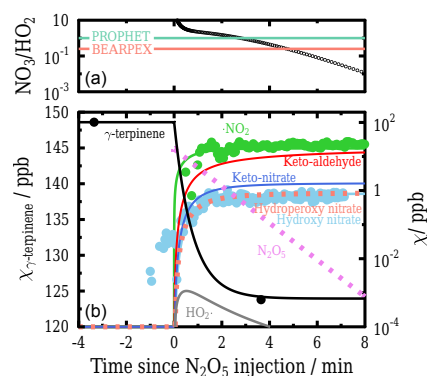 NO₃/HO₂
10
10⁻¹
10⁻³
PROPHET
BEARPEX
(a)
χγ-terpinene / ppb
150
145
140
135
130
125
120
γ-terpinene
·NO₂
Keto-aldehyde
Keto-nitrate
Hydroperoxy nitrate
Hydroxy nitrate
N₂O₅
HO₂·
(b)
10²
1
10⁻²
10⁻⁴
χ/ ppb
-4 -2 0 2 4 6 8
Time since N₂O₅ injection / min